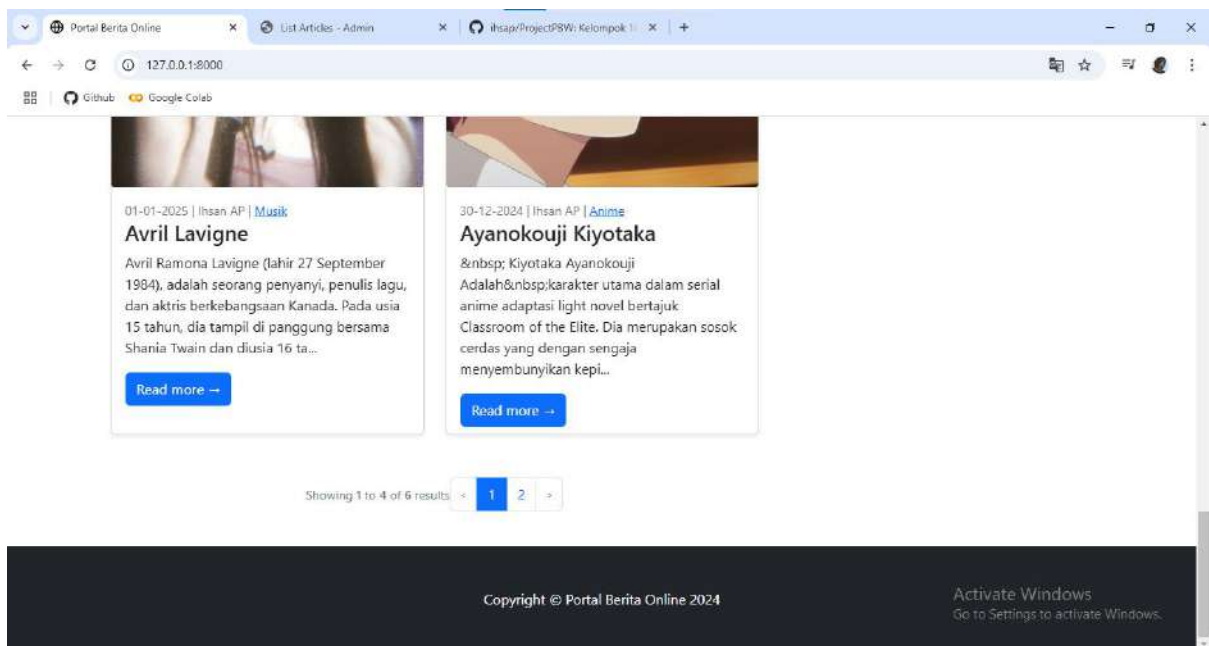 Portal Berita Online
List Articles - Admin
ihsap/ProjectPBW: Kelompok 1
127.0.0.1:8000
Github
Google Colab
01-01-2025 | Ihsan AP | Musik
Avril Lavigne
Avril Ramona Lavigne (lahir 27 September
1984), adalah seorang penyanyi, penulis lagu,
dan aktris berkebangsaan Kanada. Pada usia
15 tahun, dia tampil di panggung bersama
Shania Twain dan diusia 16 ta...
Read more →
30-12-2024 | Ihsan AP | Anime
Ayanokouji Kiyotaka
&nbsp; Kiyotaka Ayanokouji
Adalah&nbsp;karakter utama dalam serial
anime adaptasi light novel bertajuk
Classroom of the Elite. Dia merupakan sosok
cerdas yang dengan sengaja
menyembunyikan kepi...
Read more →
Showing 1 to 4 of 6 results ‹ 1 2 ›
Copyright © Portal Berita Online 2024
Activate Windows
Go to Settings to activate Windows.